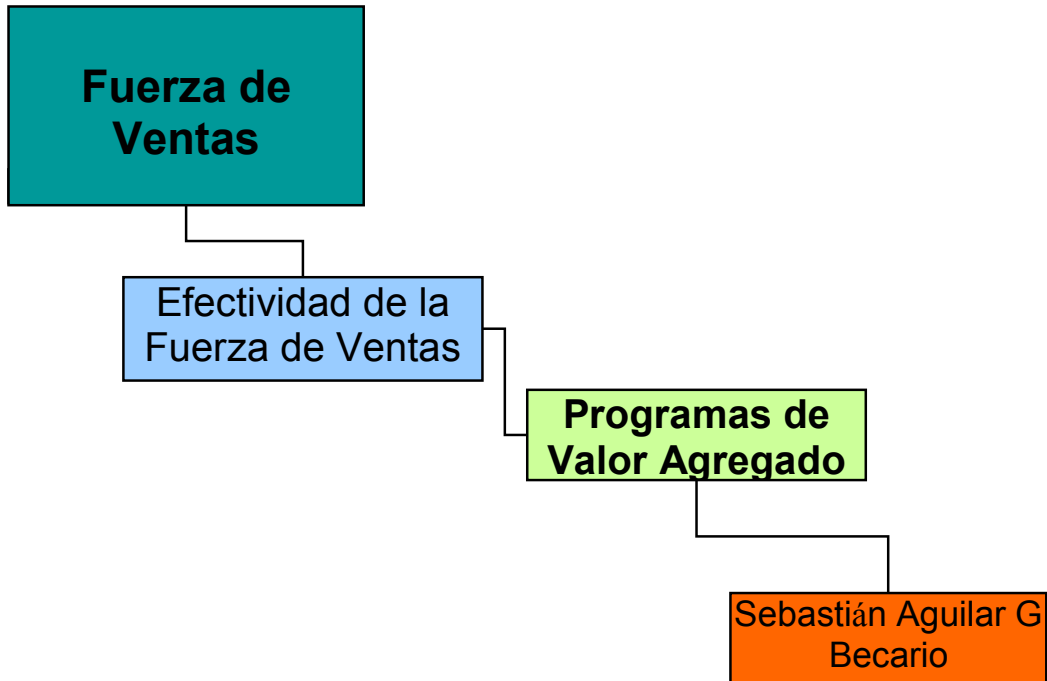 Fuerza de
Ventas
Efectividad de la
Fuerza de Ventas
Programas de
Valor Agregado
Sebastián Aguilar G
Becario